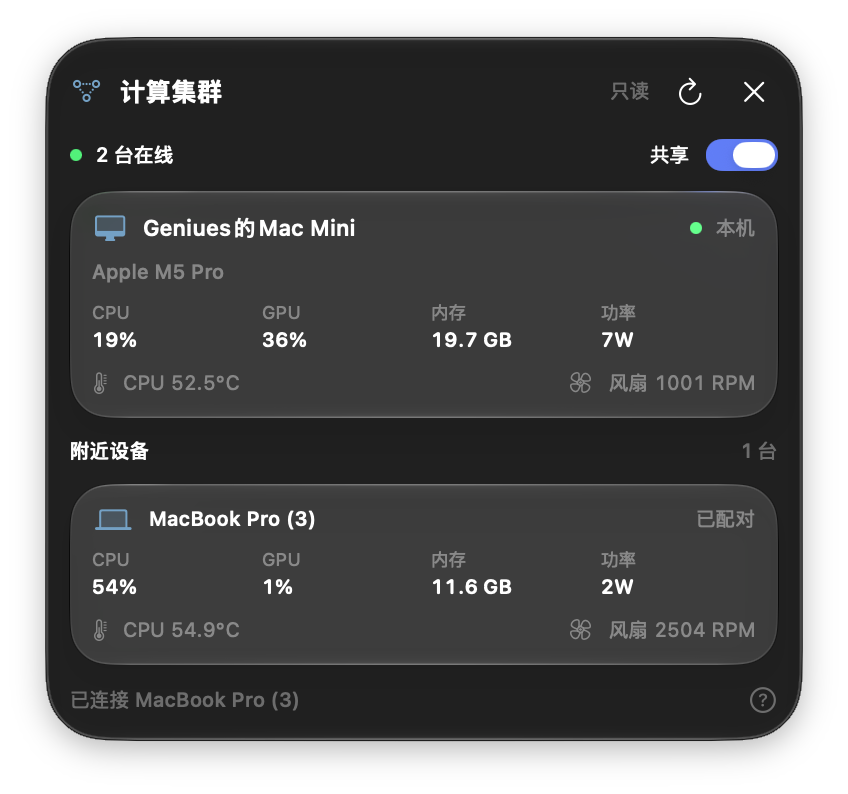 计算集群 只读
2 台在线 共享
Geniues的Mac Mini 本机
Apple M5 Pro
CPU GPU 内存 功率
19% 36% 19.7 GB 7W
CPU 52.5°C 风扇 1001 RPM
附近设备 1 台
MacBook Pro (3) 已配对
CPU GPU 内存 功率
54% 1% 11.6 GB 2W
CPU 54.9°C 风扇 2504 RPM
已连接 MacBook Pro (3) ?